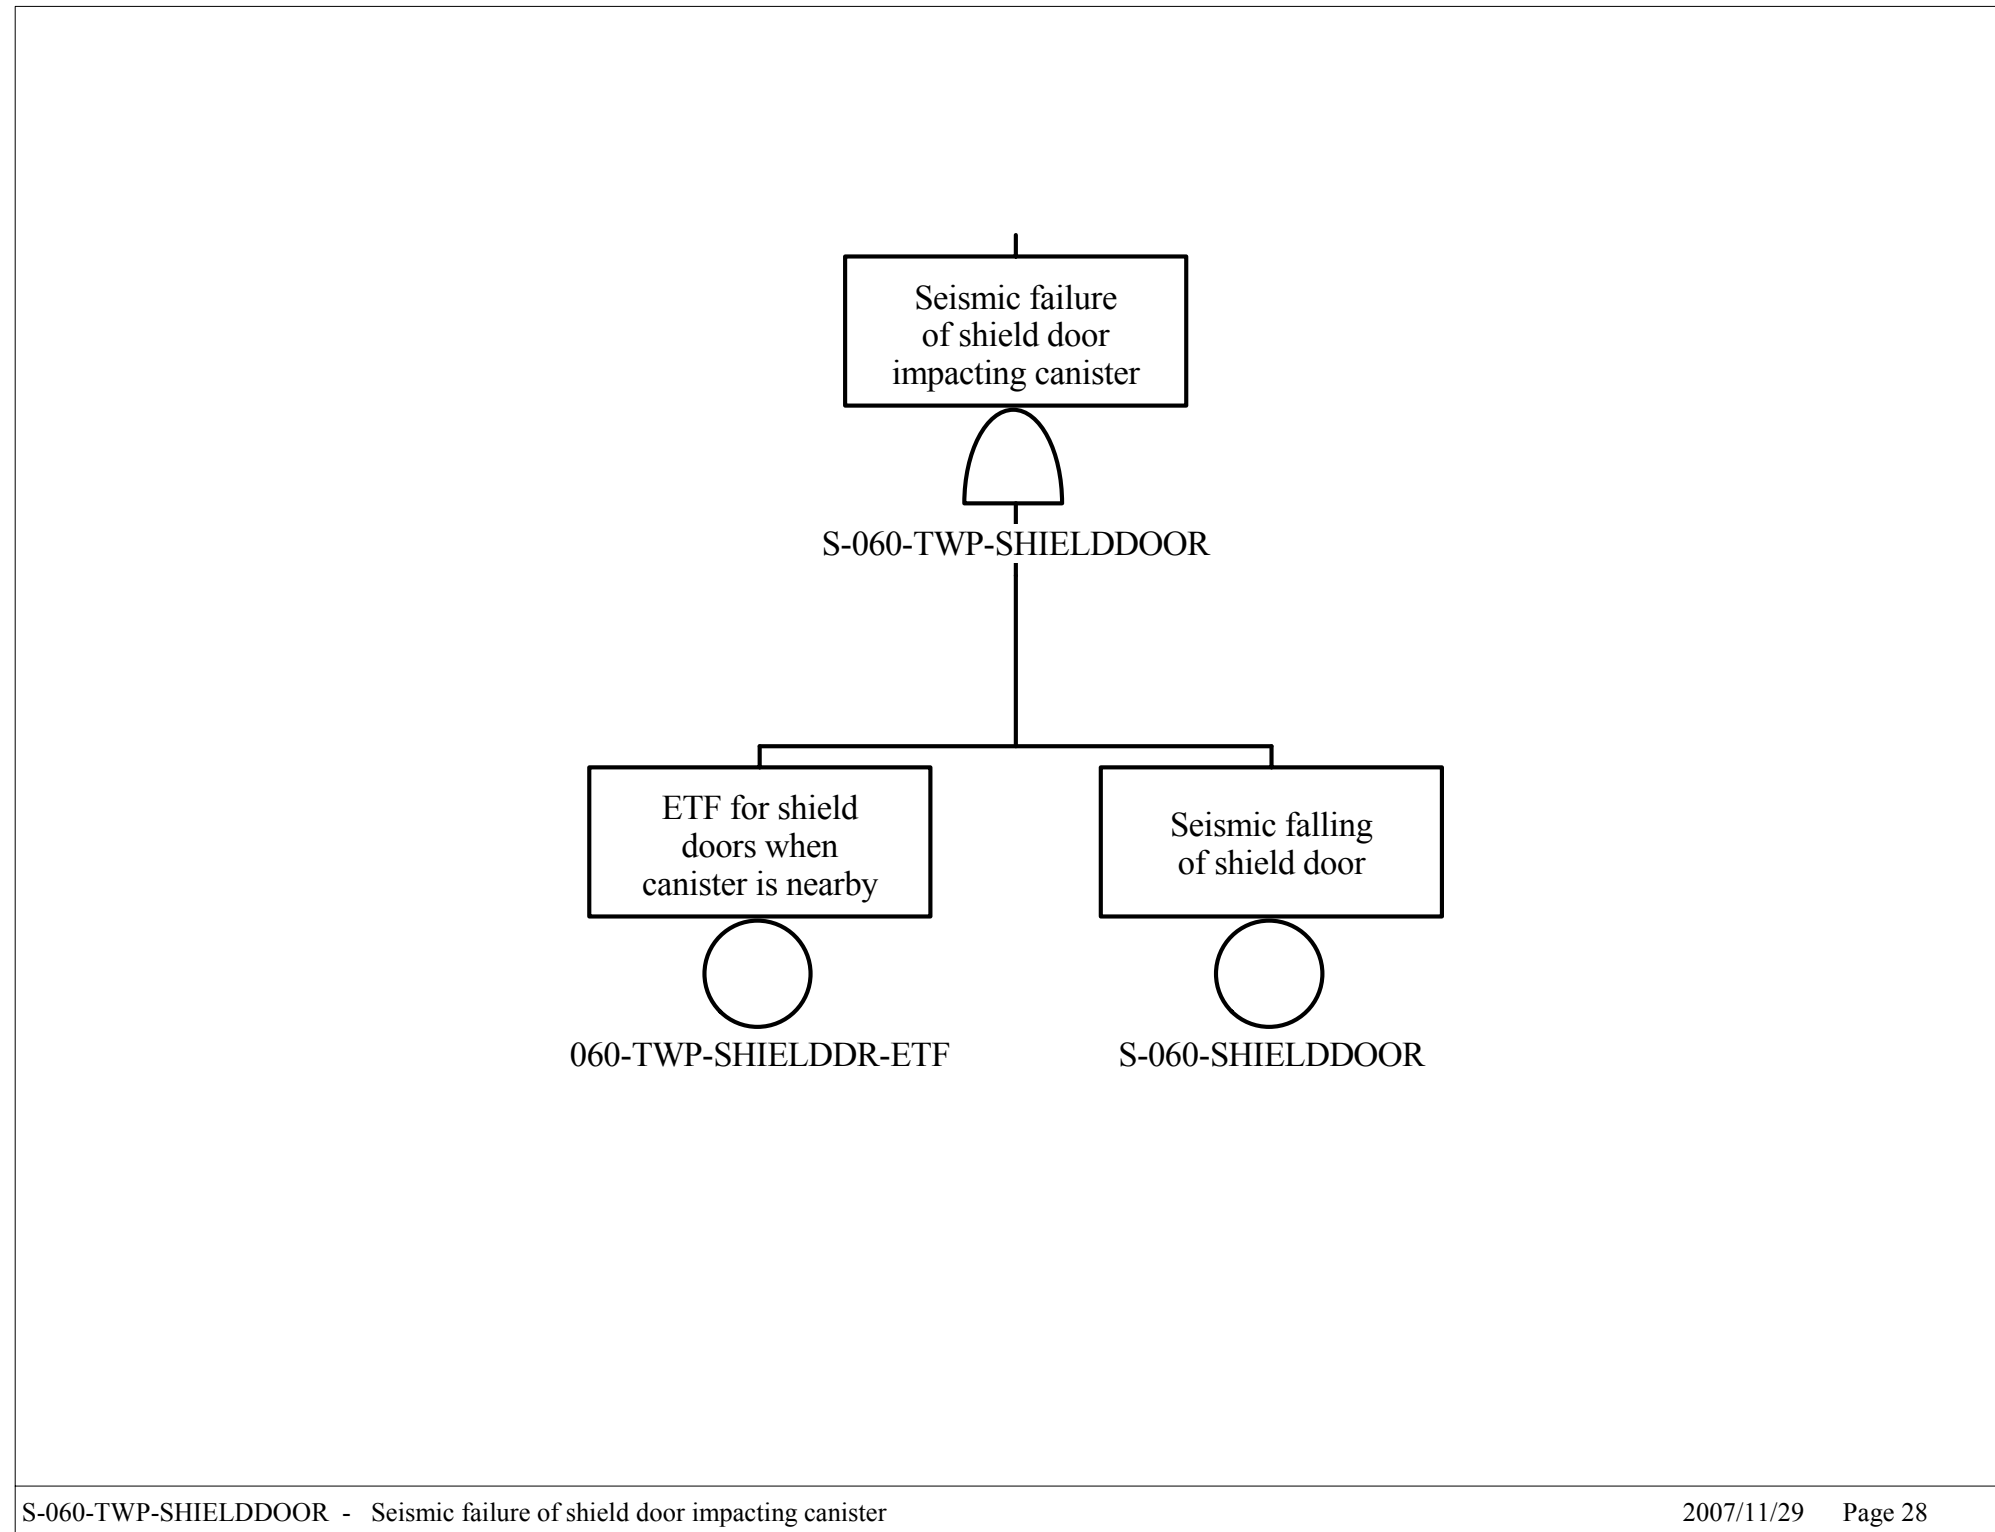 Seismic failure
of shield door
impacting canister
S-060-TWP-SHIELDDOOR
ETF for shield
doors when
canister is nearby
060-TWP-SHIELDDR-ETF
Seismic falling
of shield door
S-060-SHIELDDOOR
S-060-TWP-SHIELDDOOR - Seismic failure of shield door impacting canister
2007/11/29 Page 28